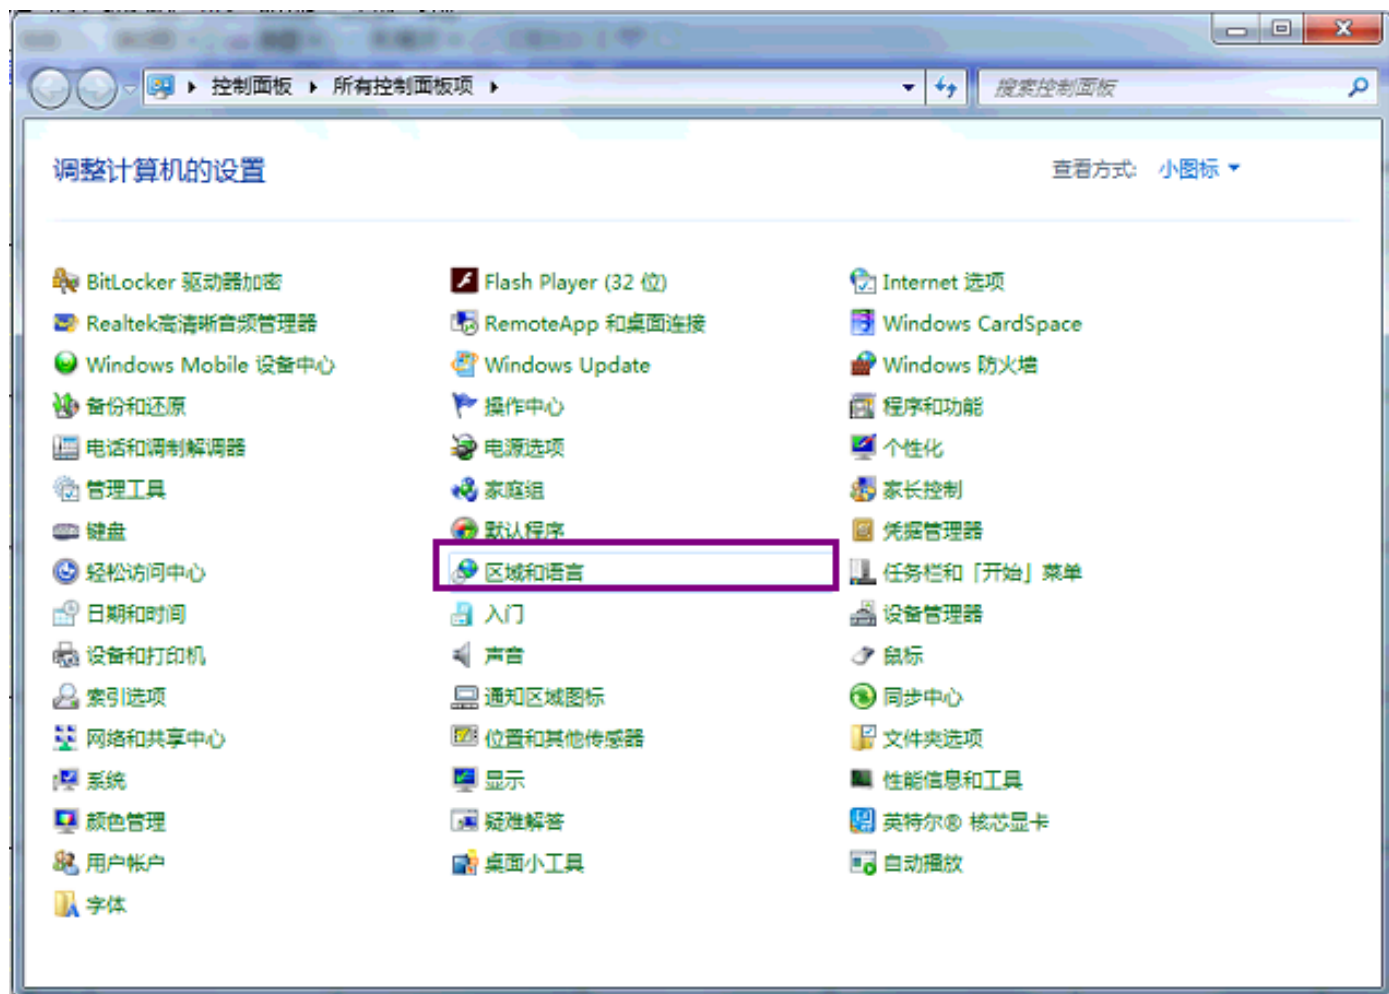 控制面板 ▸ 所有控制面板项 ▸
搜索控制面板
调整计算机的设置
查看方式: 小图标
BitLocker 驱动器加密
Flash Player (32 位)
Internet 选项
Realtek高清晰音频管理器
RemoteApp 和桌面连接
Windows CardSpace
Windows Mobile 设备中心
Windows Update
Windows 防火墙
备份和还原
操作中心
程序和功能
电话和调制解调器
电源选项
个性化
管理工具
家庭组
家长控制
键盘
默认程序
凭据管理器
轻松访问中心
区域和语言
任务栏和「开始」菜单
日期和时间
入门
设备管理器
设备和打印机
声音
鼠标
索引选项
通知区域图标
同步中心
网络和共享中心
位置和其他传感器
文件夹选项
系统
显示
性能信息和工具
颜色管理
疑难解答
英特尔® 核芯显卡
用户帐户
桌面小工具
自动播放
字体